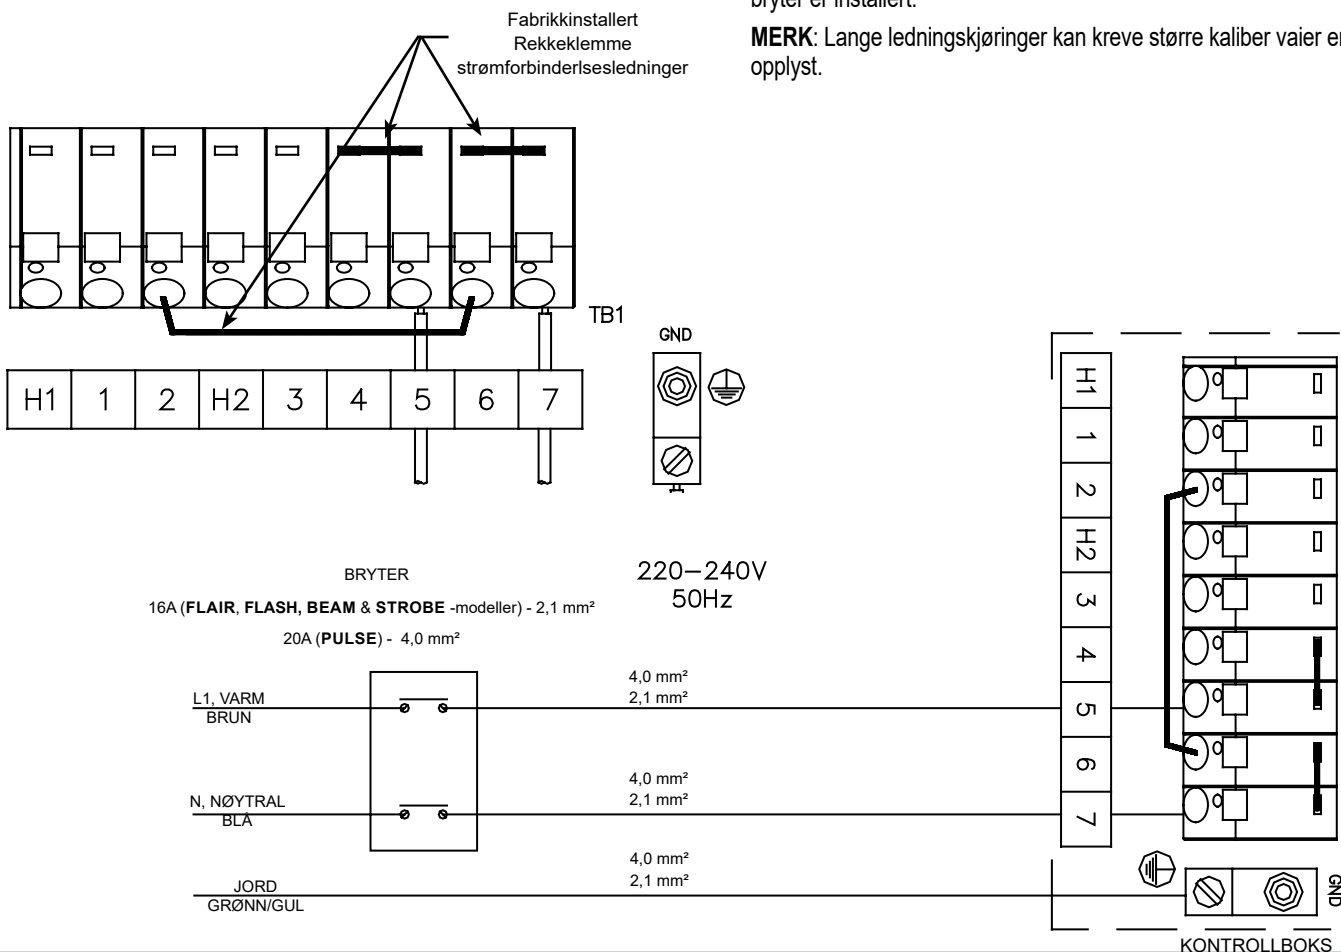 bryter er installert.
MERK: Lange ledningskjøringer kan kreve større kaliber vaier en
opplyst.
Fabrikkinstallert
Rekkeklemme
strømforbinderlsesledninger
TB1
H1 1 2 H2 3 4 5 6 7
GND
BRYTER
16A (FLAIR, FLASH, BEAM & STROBE -modeller) - 2,1 mm²
20A (PULSE) - 4,0 mm²
220–240V
50Hz
L1, VARM
BRUN
4,0 mm²
2,1 mm²
N, NØYTRAL
BLÅ
4,0 mm²
2,1 mm²
JORD
GRØNN/GUL
4,0 mm²
2,1 mm²
H1
1
2
H2
3
4
5
6
7
GND
KONTROLLBOKS